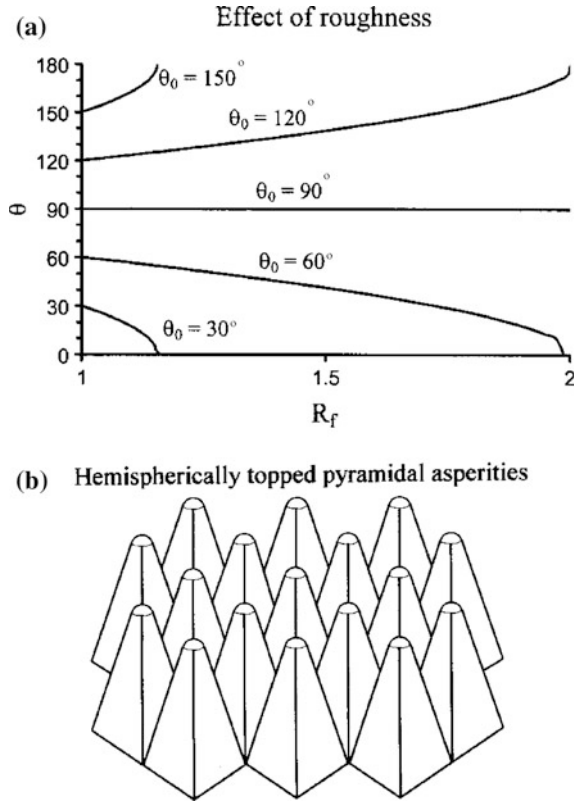 (a) Effect of roughness
180
θ₀ = 150°
150
θ₀ = 120°
120
θ₀ = 90°
θ 90
60
θ₀ = 60°
30
θ₀ = 30°
0
1 1.5 2
R_f
(b) Hemispherically topped pyramidal asperities